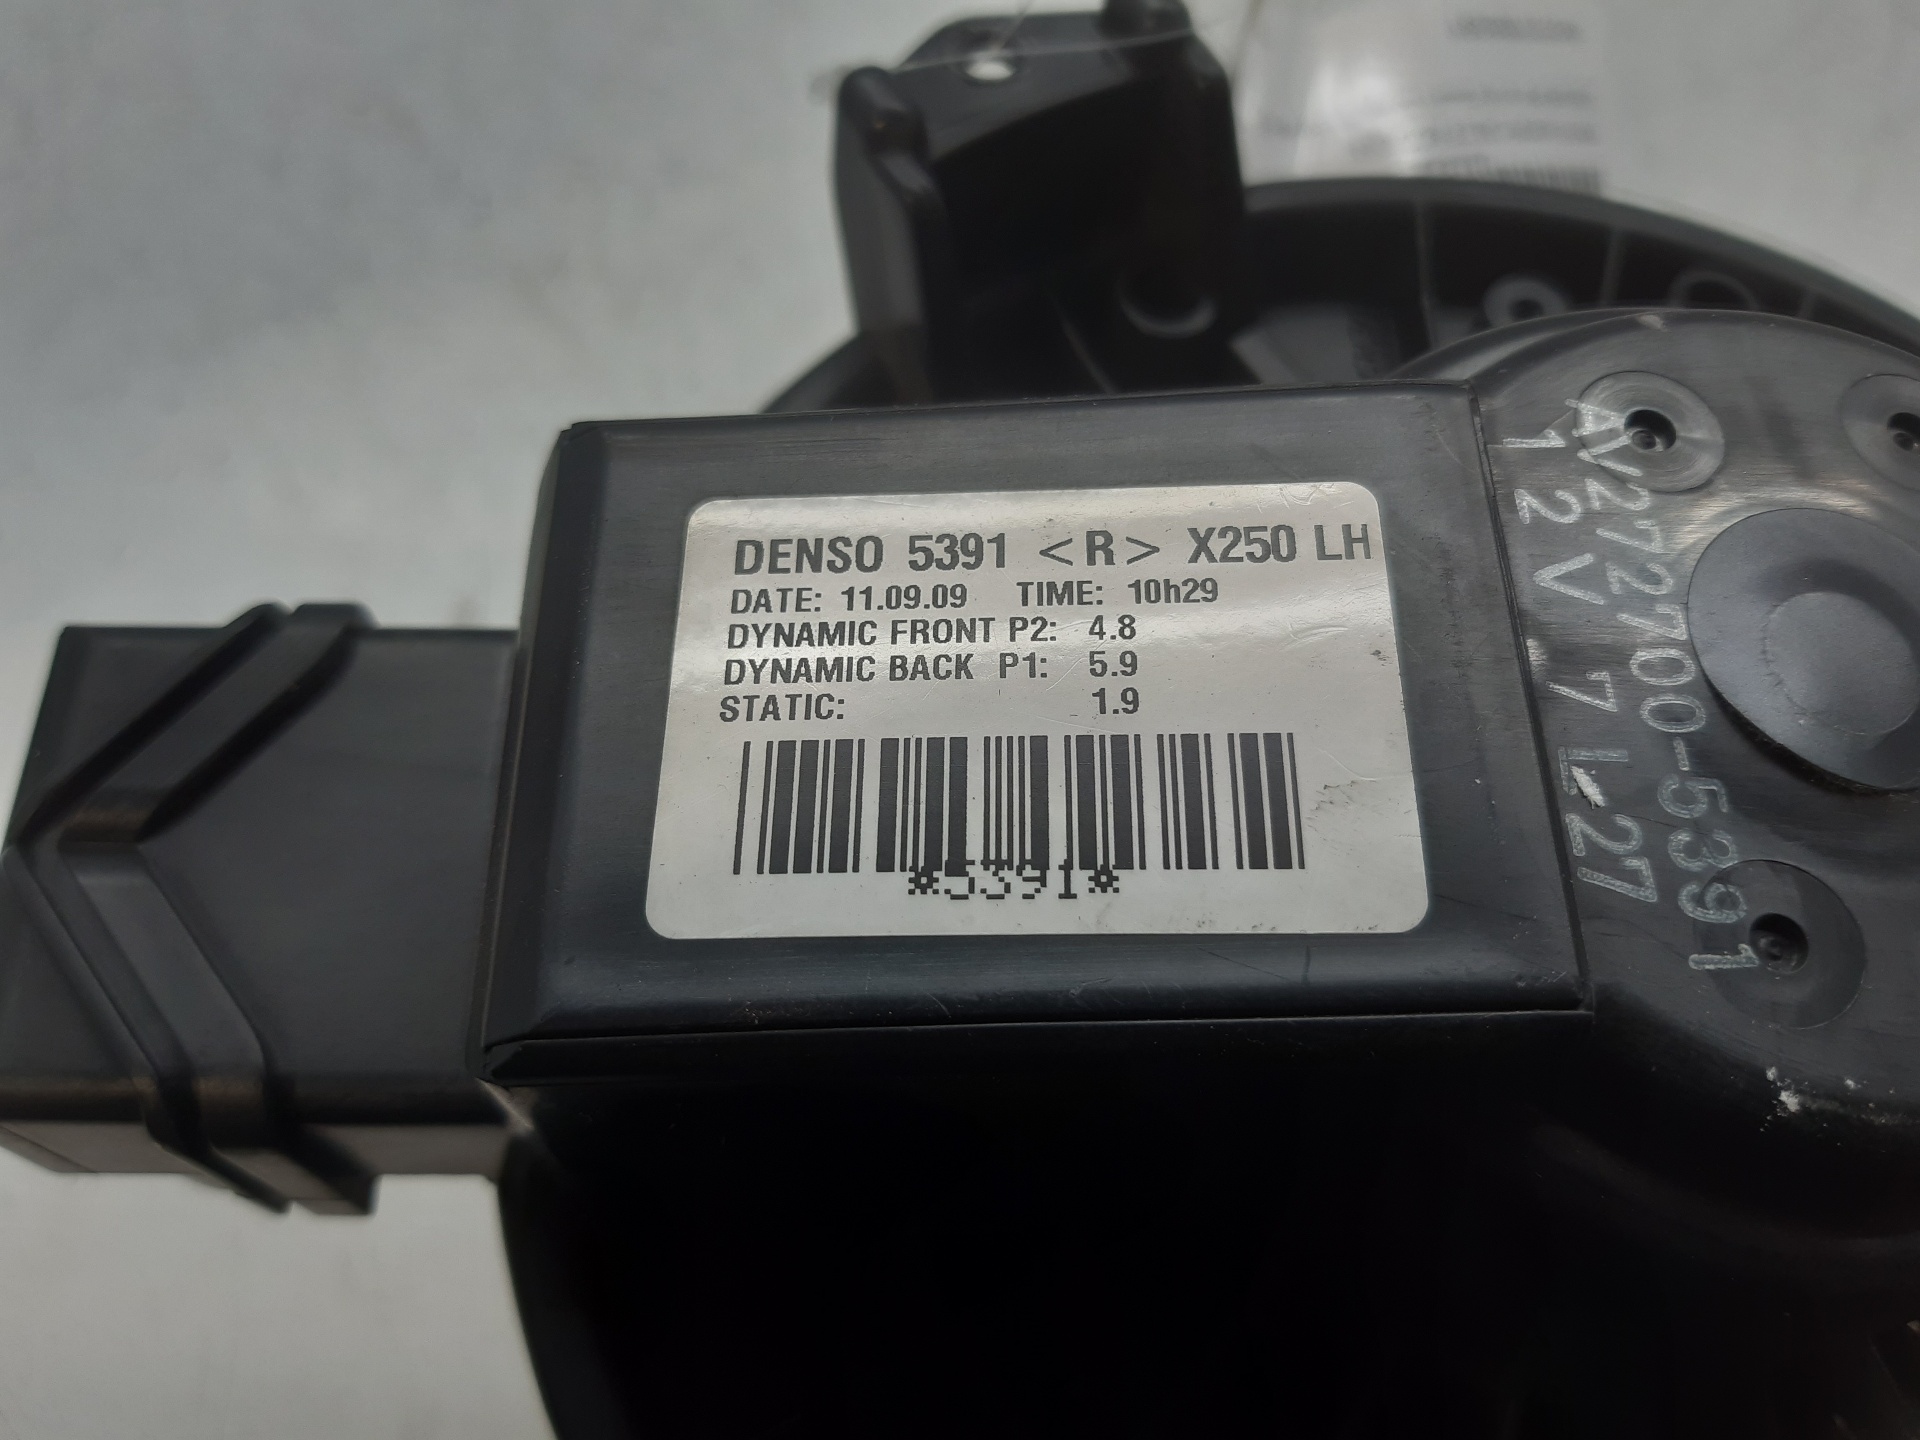 DENSO 5391 <R> X250 LH
DATE: 11.09.09 TIME: 10h29
DYNAMIC FRONT P2: 4.8
DYNAMIC BACK P1: 5.9
STATIC: 1.9
*5391*
AV272700-5391
12V 7L27